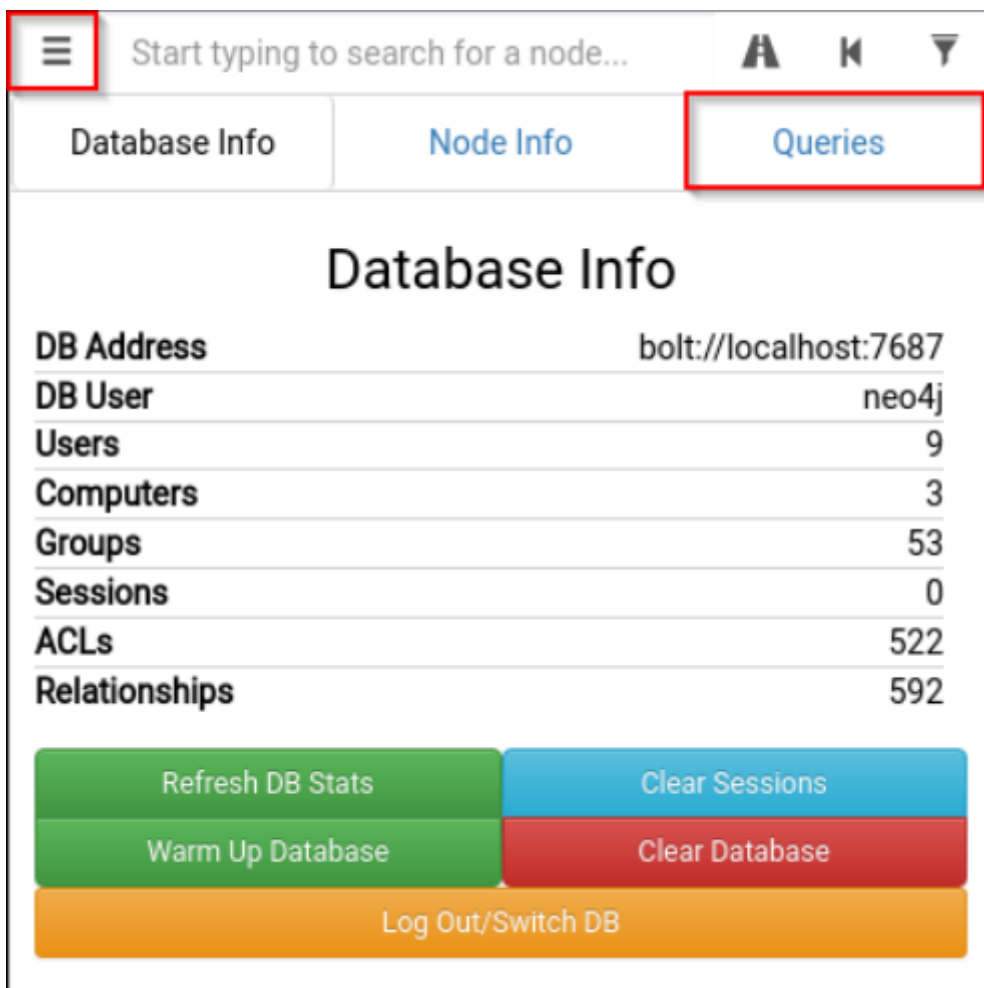 Start typing to search for a node...
Database Info Node Info Queries
Database Info
DB Address bolt://localhost:7687
DB User neo4j
Users 9
Computers 3
Groups 53
Sessions 0
ACLs 522
Relationships 592
Refresh DB Stats Clear Sessions
Warm Up Database Clear Database
Log Out/Switch DB